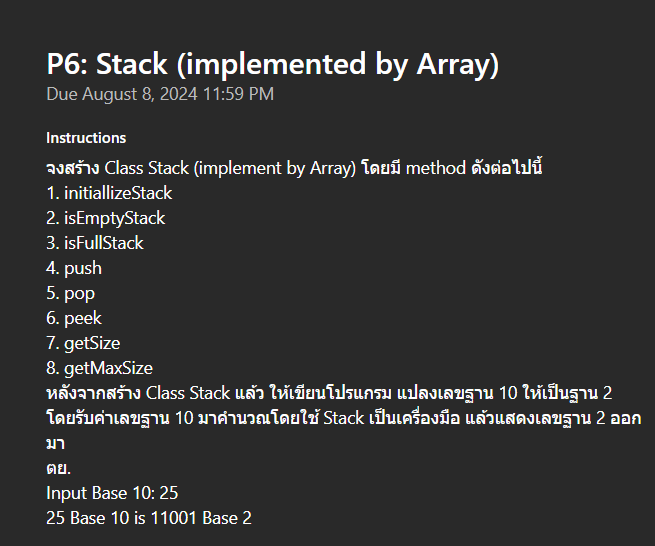 P6: Stack (implemented by Array)
Due August 8, 2024 11:59 PM
Instructions
จงสร้าง Class Stack (implement by Array) โดยมี method ดังต่อไปนี้
1. initiallizeStack
2. isEmptyStack
3. isFullStack
4. push
5. pop
6. peek
7. getSize
8. getMaxSize
หลังจากสร้าง Class Stack แล้ว ให้เขียนโปรแกรม แปลงเลขฐาน 10 ให้เป็นฐาน 2
โดยรับค่าเลขฐาน 10 มาคำนวณโดยใช้ Stack เป็นเครื่องมือ แล้วแสดงเลขฐาน 2 ออก
มา
ตย.
Input Base 10: 25
25 Base 10 is 11001 Base 2